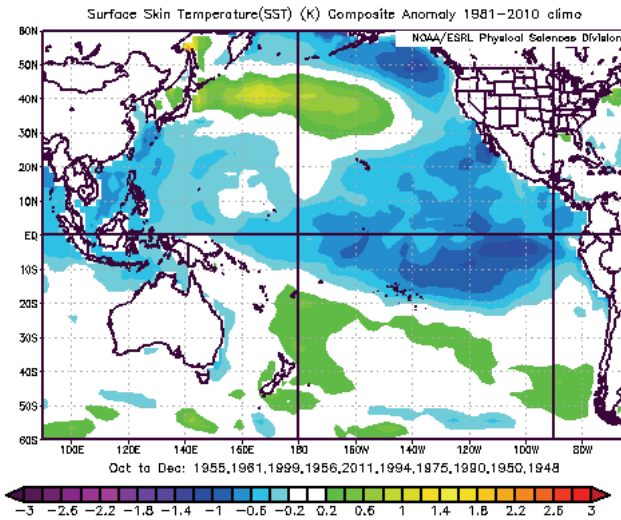 Surface Skin Temperature(SST) (K) Composite Anomaly 1981-2010 climo
NOAA/ESRL Physical Sciences Division
60N
50N
40N
30N
20N
10N
EQ
10S
20S
30S
40S
50S
60S
100E 120E 140E 160E 180 160W 140W 120W 100W 80W
Oct to Dec: 1955,1961,1999,1956,2011,1994,1975,1990,1950,1948
-3 -2.6 -2.2 -1.8 -1.4 -1 -0.6 -0.2 0.2 0.6 1 1.4 1.8 2.2 2.6 3